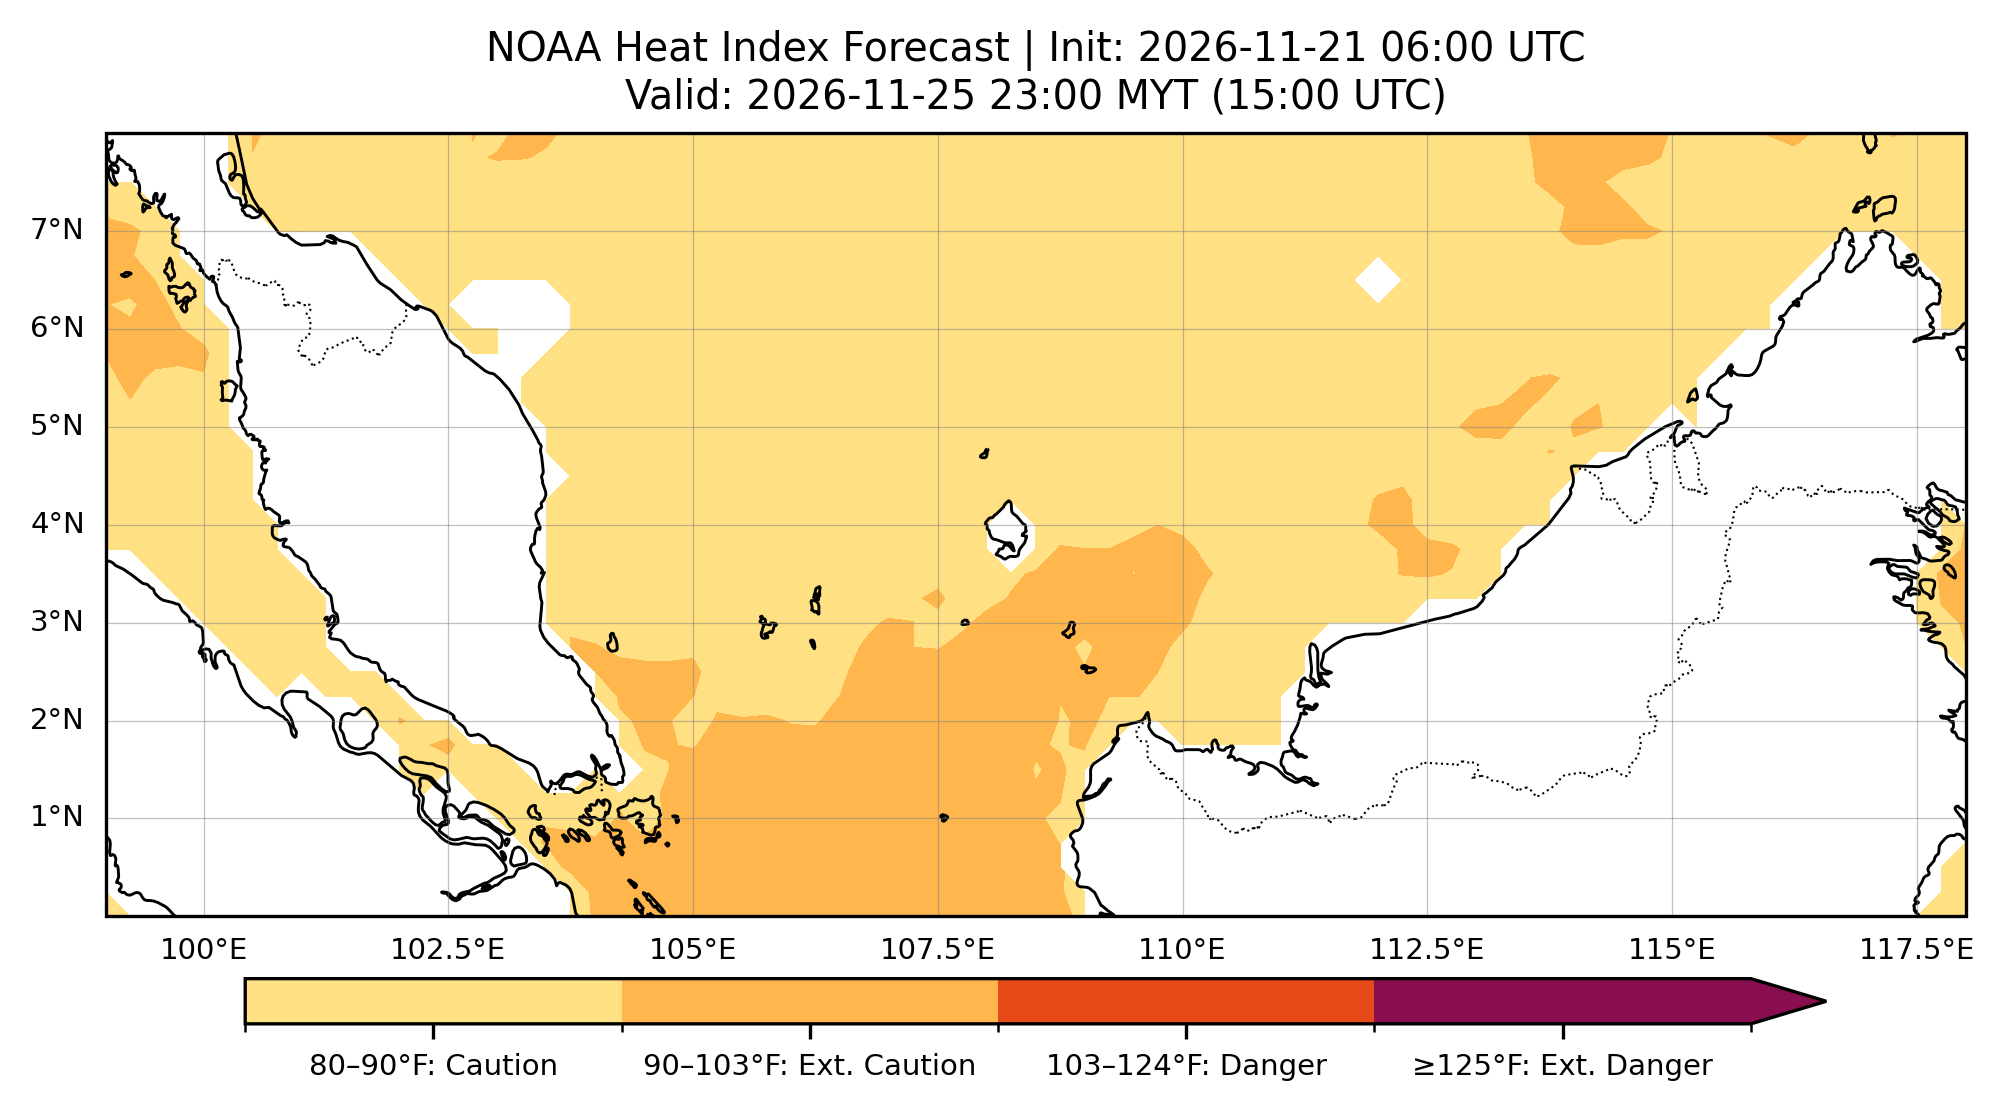 NOAA Heat Index Forecast | Init: 2026-11-21 06:00 UTC
Valid: 2026-11-25 23:00 MYT (15:00 UTC)
7°N
6°N
5°N
4°N
3°N
2°N
1°N
100°E 102.5°E 105°E 107.5°E 110°E 112.5°E 115°E 117.5°E
80–90°F: Caution 90–103°F: Ext. Caution 103–124°F: Danger ≥125°F: Ext. Danger